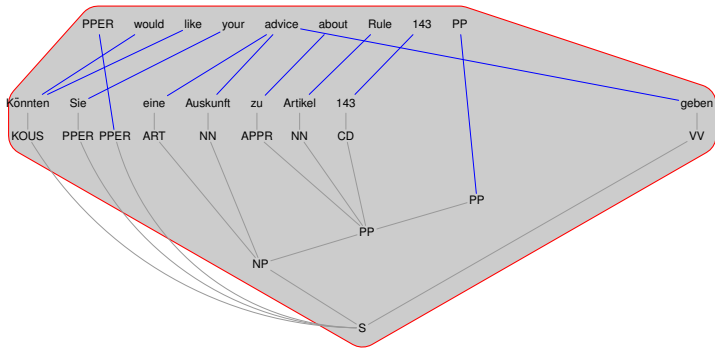 PPER would like your advice about Rule 143 PP
Könnten Sie eine Auskunft zu Artikel 143 geben
KOUS PPER PPER ART NN APPR NN CD VV
PP
PP
NP
S